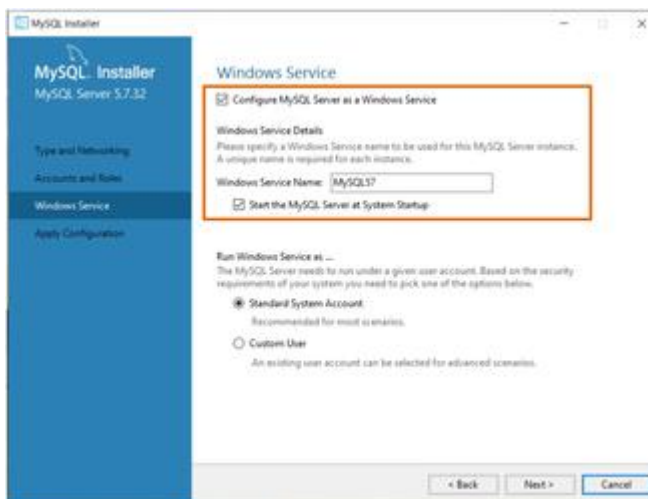 MySQL Installer
MySQL. Installer
MySQL Server 5.7.32
Type and Networking
Accounts and Roles
Windows Service
Apply Configuration
Windows Service
Configure MySQL Server as a Windows Service
Windows Service Details
Please specify a Windows Service name to be used for this MySQL Server instance.
A unique name is required for each instance.
Windows Service Name: MySQL57
Start the MySQL Server at System Startup
Run Windows Service as ...
The MySQL Server needs to run under a given user account. Based on the security
requirements of your system you need to pick one of the options below.
Standard System Account
Recommended for most scenarios.
Custom User
An existing user account can be selected for advanced scenarios.
< Back Next > Cancel